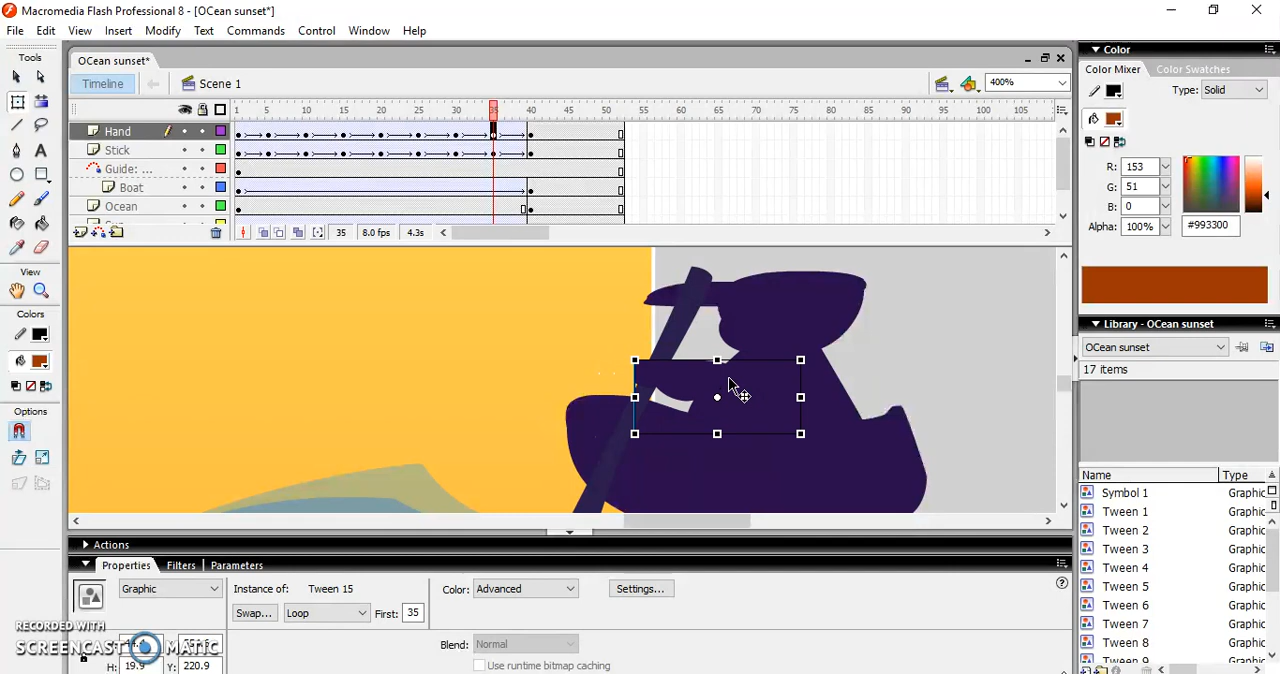 Macromedia Flash Professional 8 - [OCean sunset*]
File Edit View Insert Modify Text Commands Control Window Help
Tools
OCean sunset*
Timeline Scene 1 400%
1 5 10 15 20 25 30 35 40 45 50 55 60 65 70 75 80 85 90 95 100 105
Hand
Stick
Guide: ...
Boat
Ocean
35 8.0 fps 4.3s
View
Colors
Options
Color
Color Mixer Color Swatches
Type: Solid
R: 153
G: 51
B: 0
Alpha: 100% #993300
Library - OCean sunset
OCean sunset
17 items
Name Type
Symbol 1 Graphic
Tween 1 Graphic
Tween 2 Graphic
Tween 3 Graphic
Tween 4 Graphic
Tween 5 Graphic
Tween 6 Graphic
Tween 7 Graphic
Tween 8 Graphic
Tween 9 Graphic
Actions
Properties Filters Parameters
Graphic Instance of: Tween 15 Color: Advanced Settings...
Swap... Loop First: 35
Blend: Normal
Use runtime bitmap caching
H: 19.9 Y: 220.9
RECORDED WITH
SCREENCAST MATIC